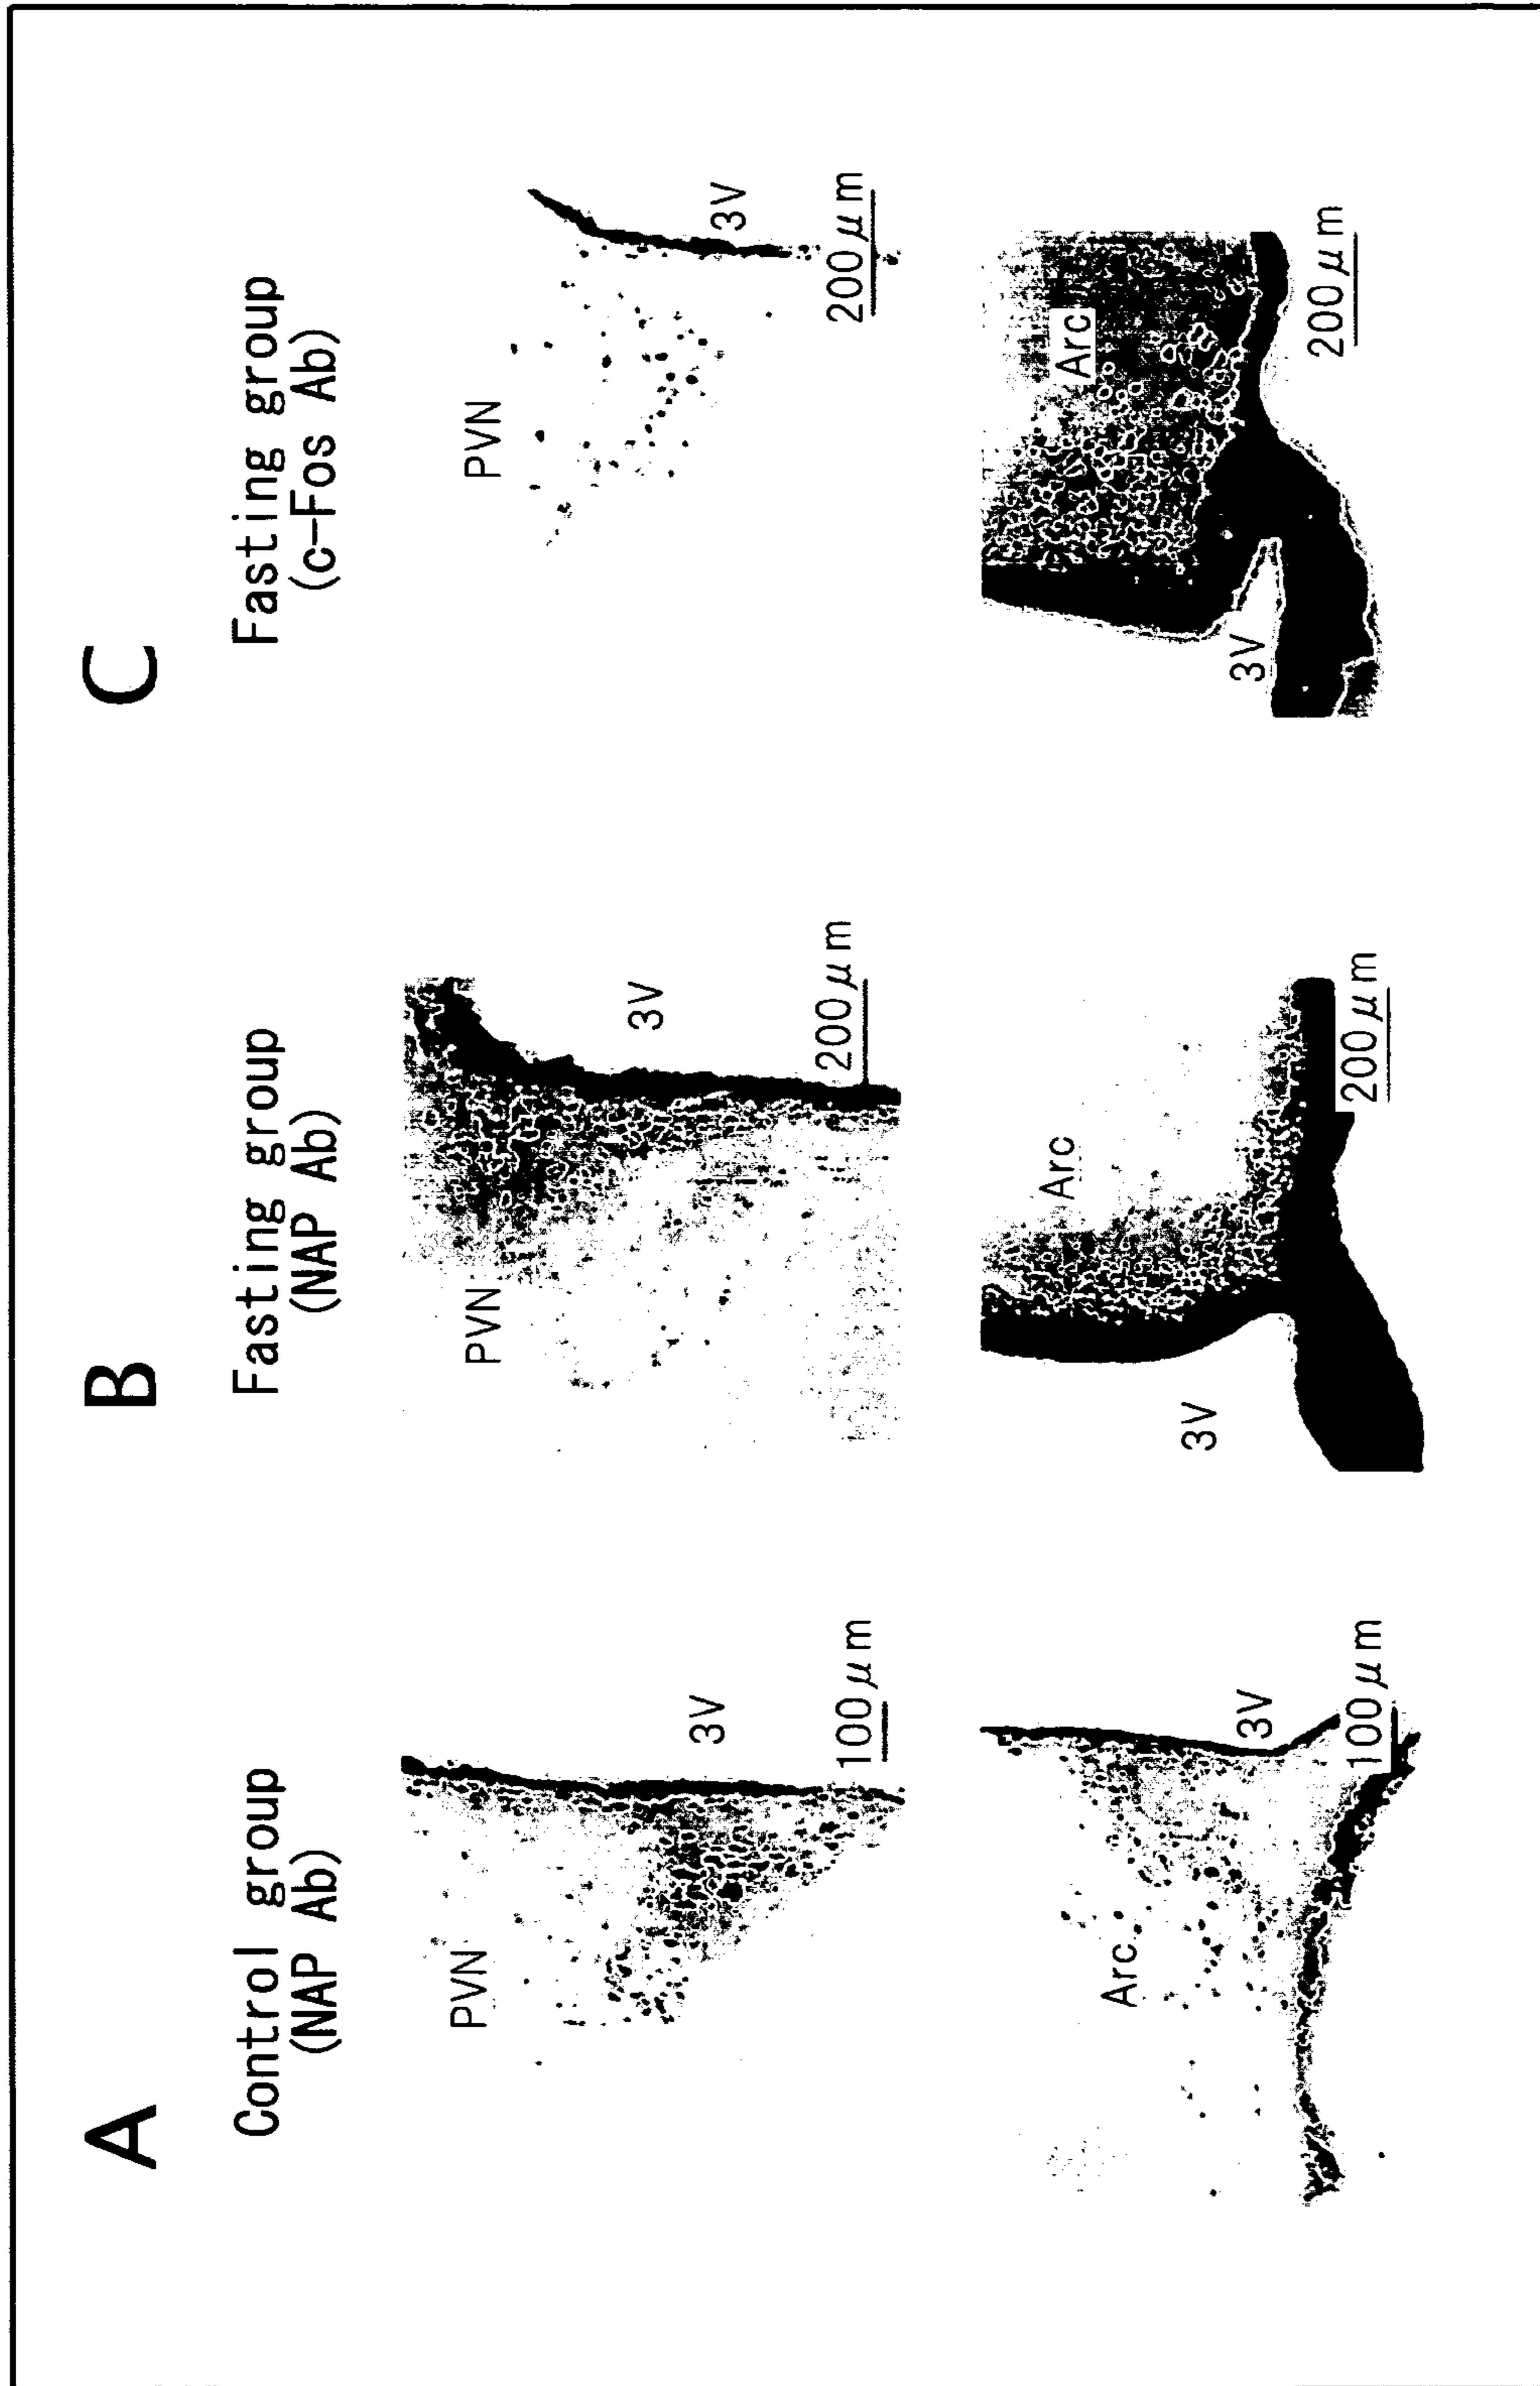 A
Control group
(NAP Ab)
PVN
3V
100μm
Arc
3V
100μm
B
Fasting group
(NAP Ab)
PVN
3V
200μm
Arc
3V
200μm
C
Fasting group
(c-Fos Ab)
PVN
3V
200μm
Arc
3V
200μm